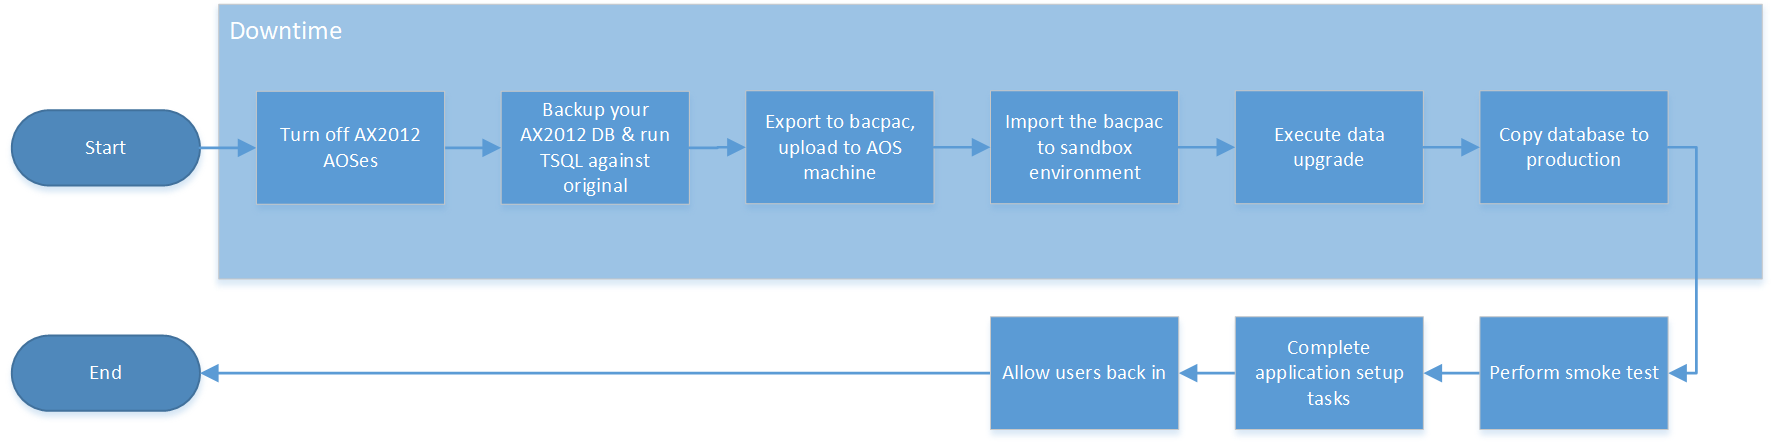 Downtime
Start
Turn off AX2012
AOSes
Backup your
AX2012 DB & run
TSQL against
original
Export to bacpac,
upload to AOS
machine
Import the bacpac
to sandbox
environment
Execute data
upgrade
Copy database to
production
Perform smoke test
Complete
application setup
tasks
Allow users back in
End